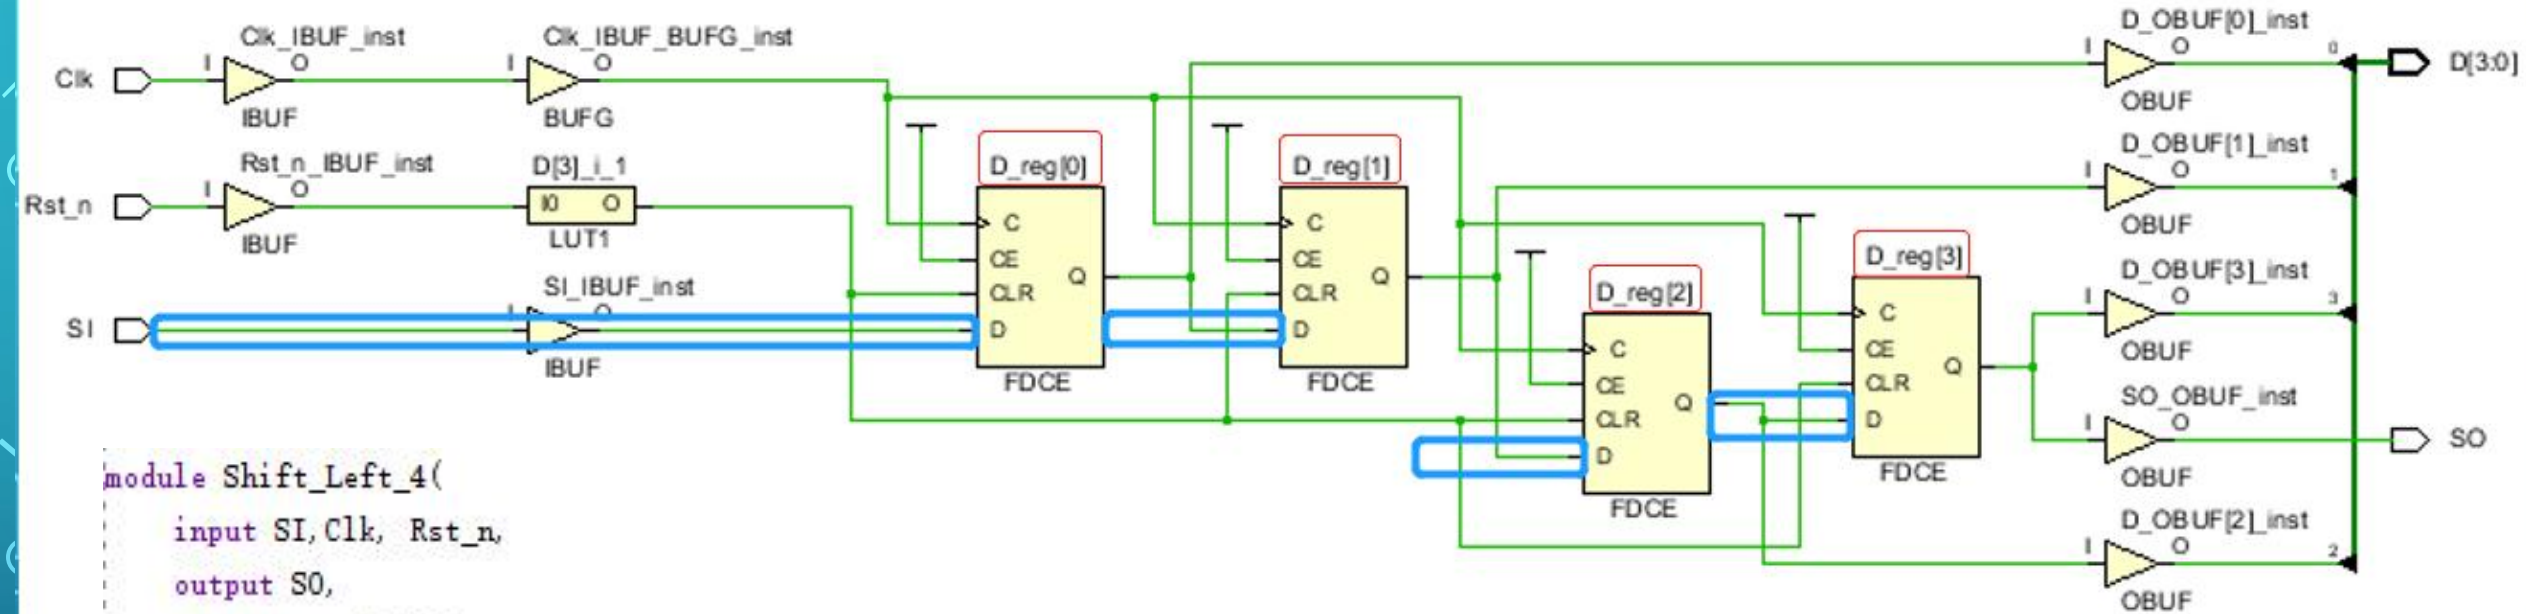 Clk
Clk_IBUF_inst
I
O
IBUF
Clk_IBUF_BUFG_inst
I
O
BUFG
Rst_n
Rst_n_IBUF_inst
I
O
IBUF
D[3]_i_1
I0 O
LUT1
SI
SI_IBUF_inst
I
O
IBUF
D_reg[0]
C
CE
Q
CLR
D
FDCE
D_reg[1]
C
CE
Q
CLR
D
FDCE
D_reg[2]
C
CE
Q
CLR
D
FDCE
D_reg[3]
C
CE
Q
CLR
D
FDCE
D_OBUF[0]_inst
I
O
0
OBUF
D[3:0]
D_OBUF[1]_inst
I
O
1
OBUF
D_OBUF[3]_inst
I
O
3
OBUF
SO_OBUF_inst
I
O
OBUF
SO
D_OBUF[2]_inst
I
O
2
OBUF
module Shift_Left_4(
input SI,Clk, Rst_n,
output SO,